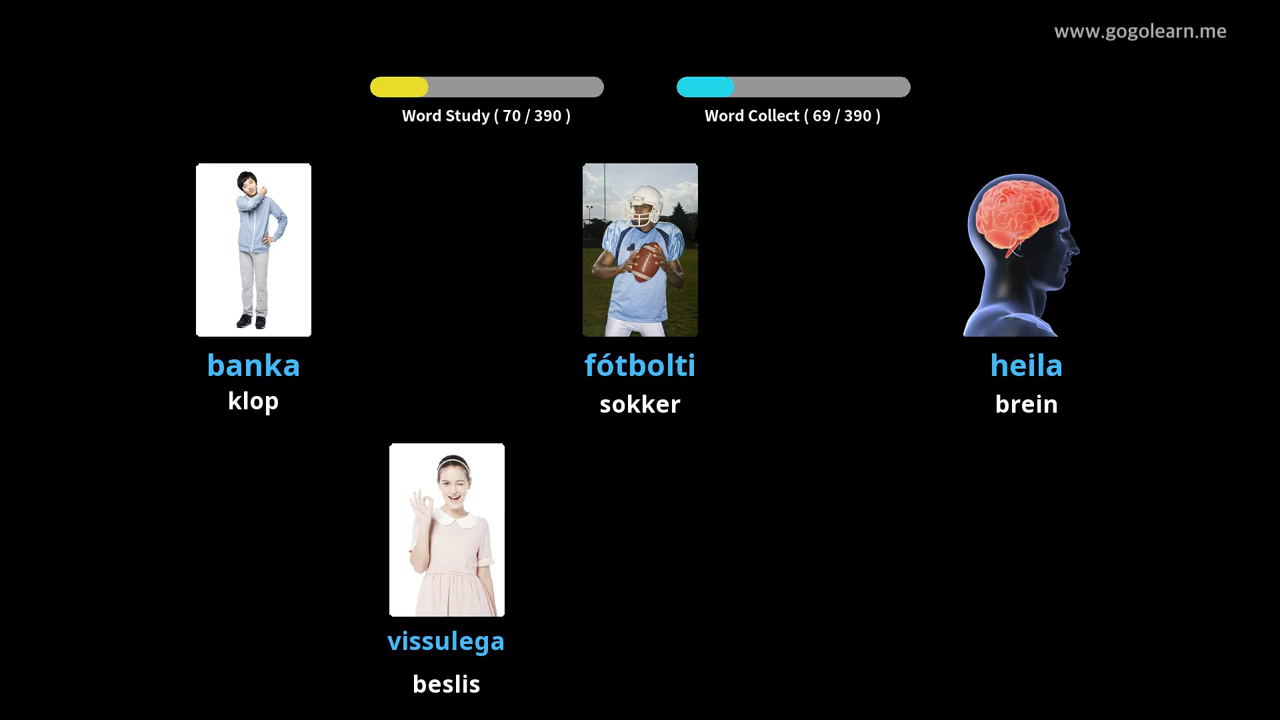 www.gogolearn.me
Word Study ( 70 / 390 )
Word Collect ( 69 / 390 )
banka
klop
fótbolti
sokker
heila
brein
vissulega
beslis